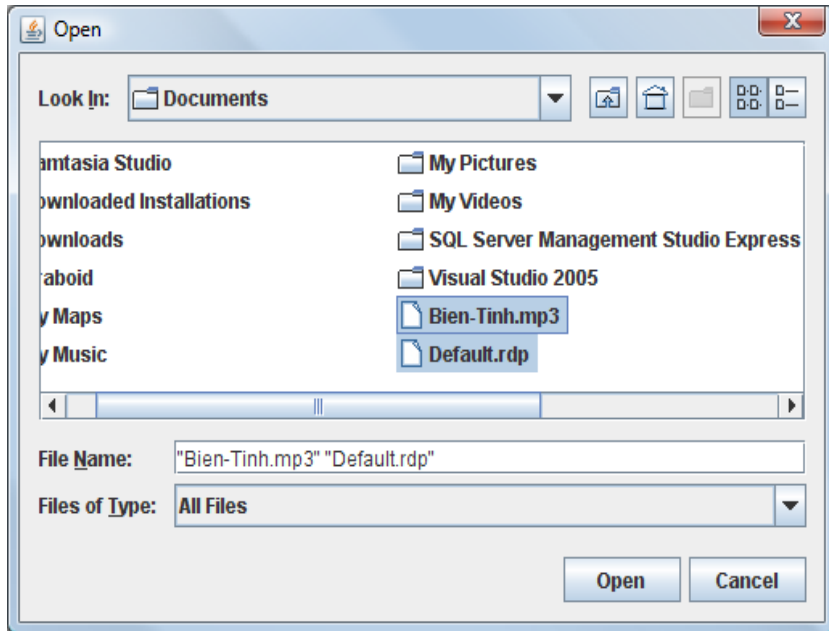 Open
Look In: Documents
amtasia Studio
ownloaded Installations
ownloads
raboid
y Maps
y Music
My Pictures
My Videos
SQL Server Management Studio Express
Visual Studio 2005
Bien-Tinh.mp3
Default.rdp
File Name: "Bien-Tinh.mp3" "Default.rdp"
Files of Type: All Files
Open Cancel